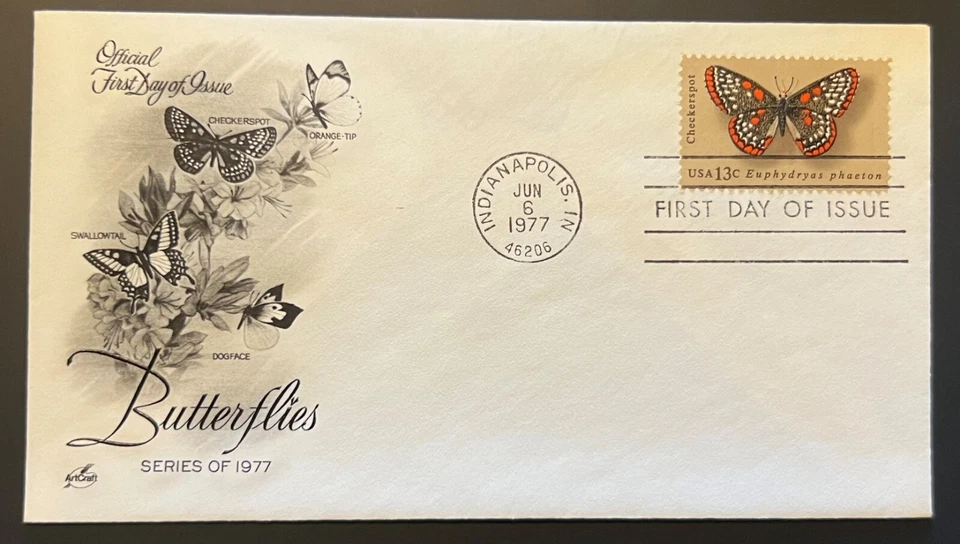 Official
First Day of Issue
CHECKERSPOT
ORANGE-TIP
SWALLOWTAIL
DOGFACE
Butterflies
SERIES OF 1977
ArtCraft
INDIANAPOLIS, IN
JUN
6
1977
46206
Checkerspot
USA 13c Euphydryas phaeton
FIRST DAY OF ISSUE